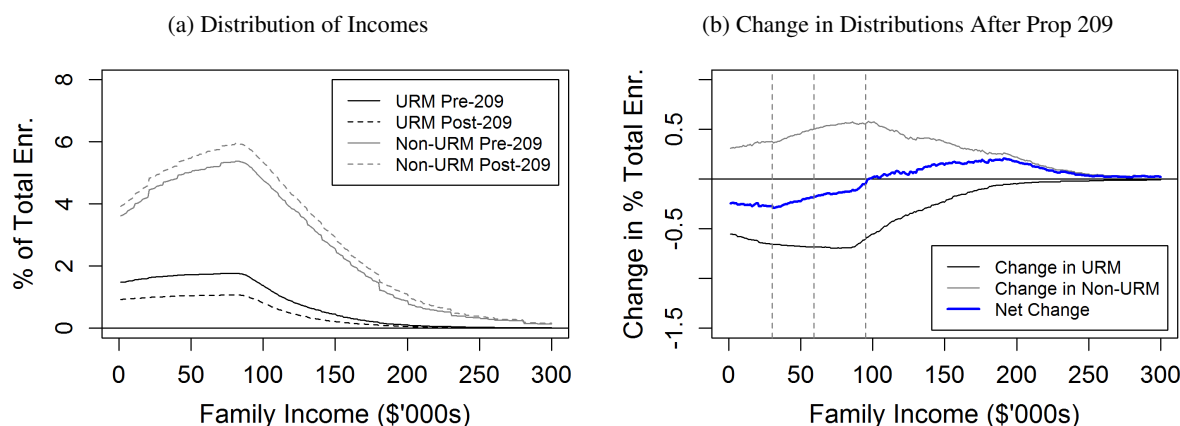 (a) Distribution of Incomes
% of Total Enr.
8
6
4
2
0
URM Pre-209
URM Post-209
Non-URM Pre-209
Non-URM Post-209
0 50 100 150 200 250 300
Family Income ($'000s)
(b) Change in Distributions After Prop 209
Change in % Total Enr.
0.5
-0.5
-1.5
Change in URM
Change in Non-URM
Net Change
0 50 100 150 200 250 300
Family Income ($'000s)